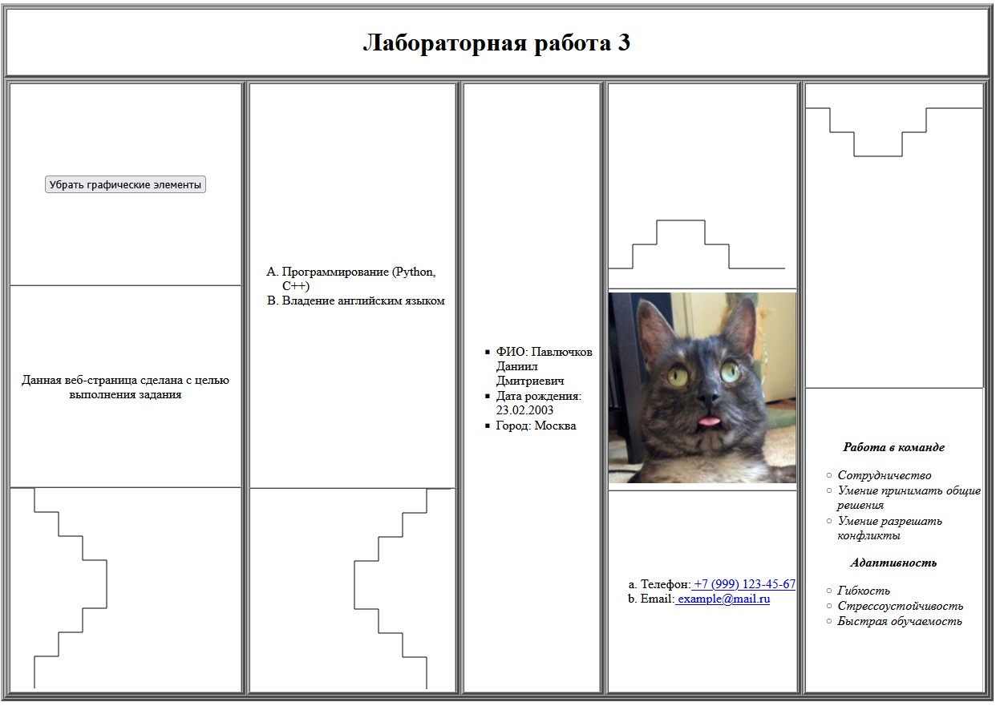 Лабораторная работа 3
Убрать графические элементы
Данная веб-страница сделана с целью
выполнения задания
A. Программирование (Python,
C++)
B. Владение английским языком
ФИО: Павлючков
Даниил
Дмитриевич
Дата рождения:
23.02.2003
Город: Москва
a. Телефон: +7 (999) 123-45-67
b. Email: example@mail.ru
Работа в команде
Сотрудничество
Умение принимать общие
решения
Умение разрешать
конфликты
Адаптивность
Гибкость
Стрессоустойчивость
Быстрая обучаемость